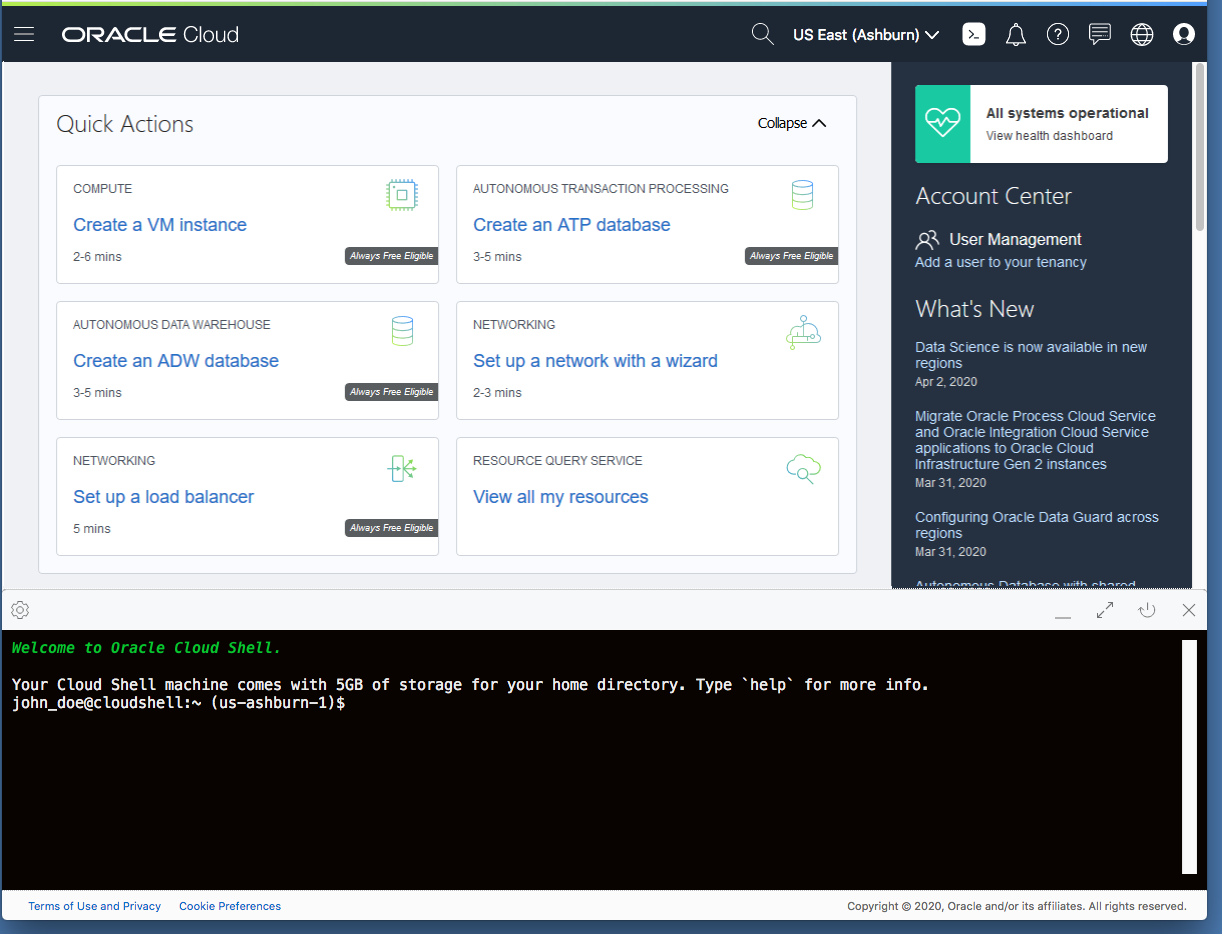 ORACLE Cloud
US East (Ashburn)
Quick Actions
Collapse
COMPUTE
Create a VM instance
2-6 mins
Always Free Eligible
AUTONOMOUS TRANSACTION PROCESSING
Create an ATP database
3-5 mins
Always Free Eligible
AUTONOMOUS DATA WAREHOUSE
Create an ADW database
3-5 mins
Always Free Eligible
NETWORKING
Set up a network with a wizard
2-3 mins
NETWORKING
Set up a load balancer
5 mins
Always Free Eligible
RESOURCE QUERY SERVICE
View all my resources
All systems operational
View health dashboard
Account Center
User Management
Add a user to your tenancy
What's New
Data Science is now available in new
regions
Apr 2, 2020
Migrate Oracle Process Cloud Service
and Oracle Integration Cloud Service
applications to Oracle Cloud
Infrastructure Gen 2 instances
Mar 31, 2020
Configuring Oracle Data Guard across
regions
Mar 31, 2020
Autonomous Database with shared
Welcome to Oracle Cloud Shell.
Your Cloud Shell machine comes with 5GB of storage for your home directory. Type `help` for more info.
john_doe@cloudshell:~ (us-ashburn-1)$
Terms of Use and Privacy
Cookie Preferences
Copyright © 2020, Oracle and/or its affiliates. All rights reserved.